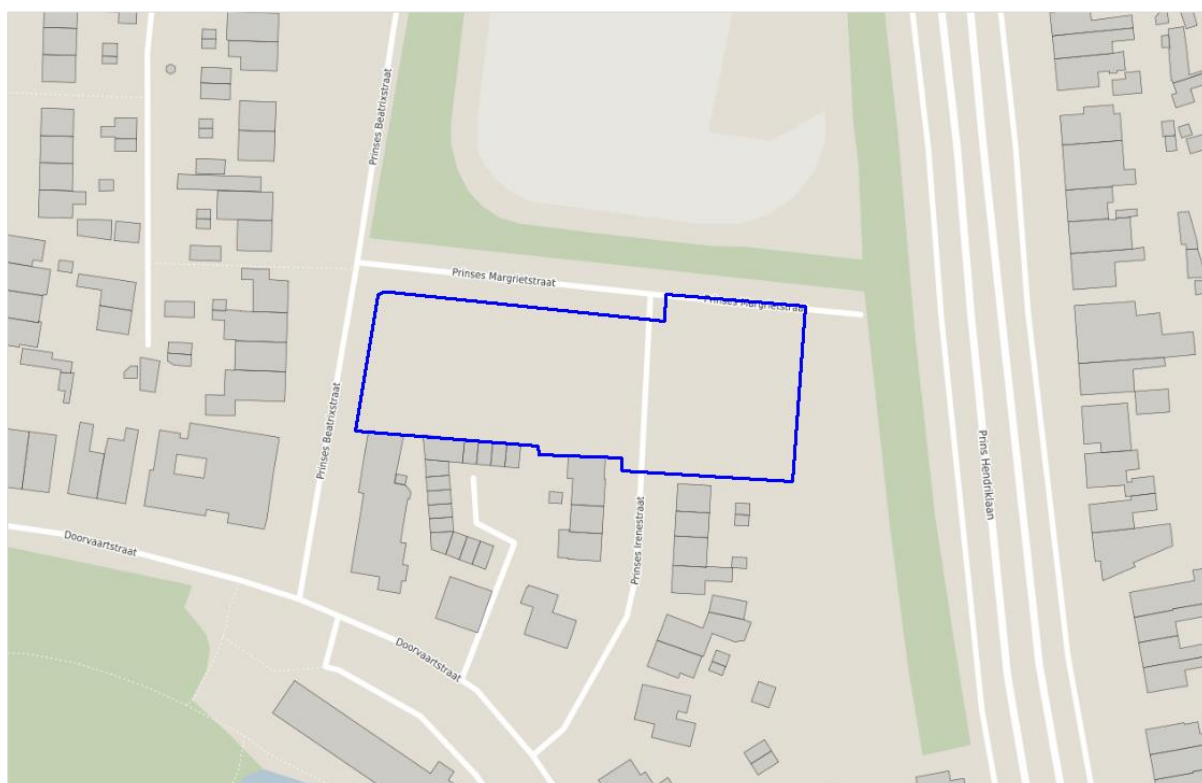 Prinses Beatrixstraat
Prinses Margrietstraat
Prinses Margrietstraat
Prinses Beatrixstraat
Prins Hendriklaan
Doorvaartstraat
Prinses Irenestraat
Doorvaartstraat